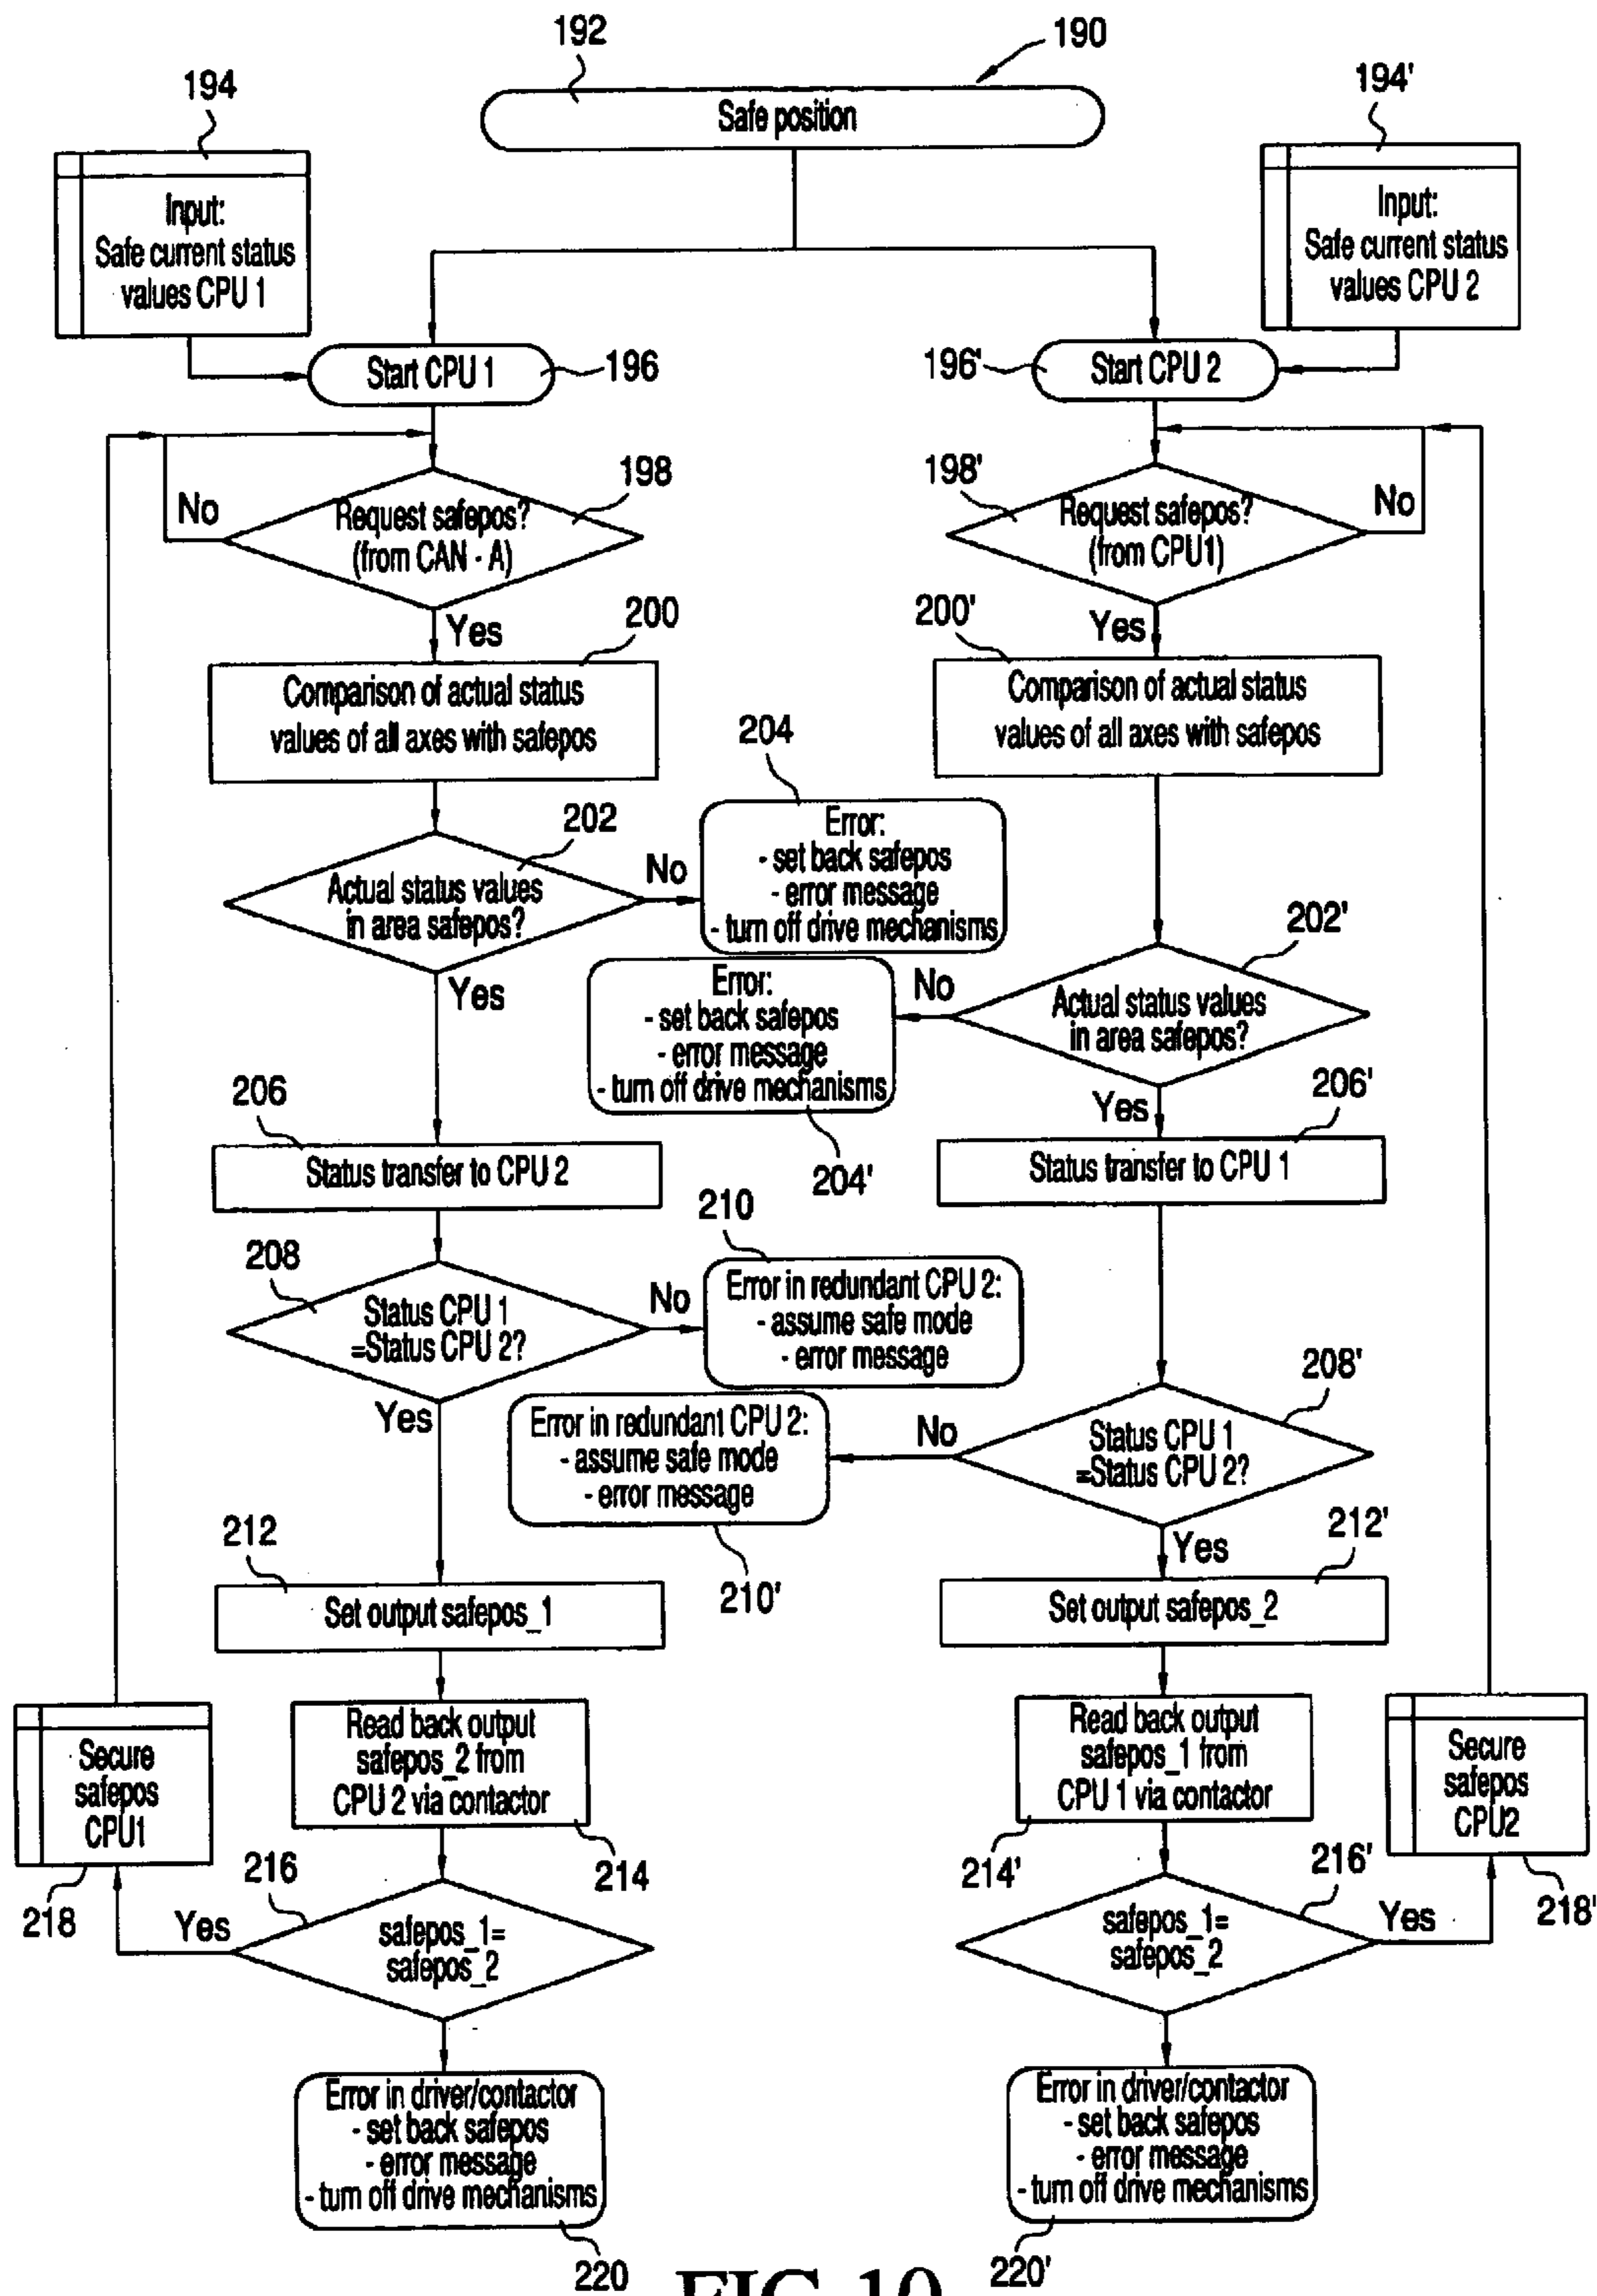 192
190
194
194'
Safe position
Input:
Safe current status
values CPU 1
Input:
Safe current status
values CPU 2
Start CPU 1
196
196'
Start CPU 2
198
198'
No
Request safepos?
(from CAN - A)
Request safepos?
(from CPU1)
No
Yes
200
200'
Yes
Comparison of actual status
values of all axes with safepos
Comparison of actual status
values of all axes with safepos
204
202
Error:
- set back safepos
- error message
- turn off drive mechanisms
No
Actual status values
in area safepos?
202'
Yes
Error:
- set back safepos
- error message
- turn off drive mechanisms
No
Actual status values
in area safepos?
206
204'
Yes
206'
Status transfer to CPU 2
Status transfer to CPU 1
210
208
Status CPU 1
=Status CPU 2?
No
Error in redundant CPU 2:
- assume safe mode
- error message
208'
Yes
Error in redundant CPU 2:
- assume safe mode
- error message
No
Status CPU 1
=Status CPU 2?
212
210'
Yes
212'
Set output safepos_1
Set output safepos_2
Secure
safepos
CPU1
Read back output
safepos_2 from
CPU 2 via contactor
Read back output
safepos_1 from
CPU 1 via contactor
Secure
safepos
CPU2
218
216
214
214'
216'
218'
Yes
safepos_1=
safepos_2
safepos_1=
safepos_2
Yes
Error in driver/contactor
- set back safepos
- error message
- turn off drive mechanisms
Error in driver/contactor
- set back safepos
- error message
- turn off drive mechanisms
220
220'
FIG. 10